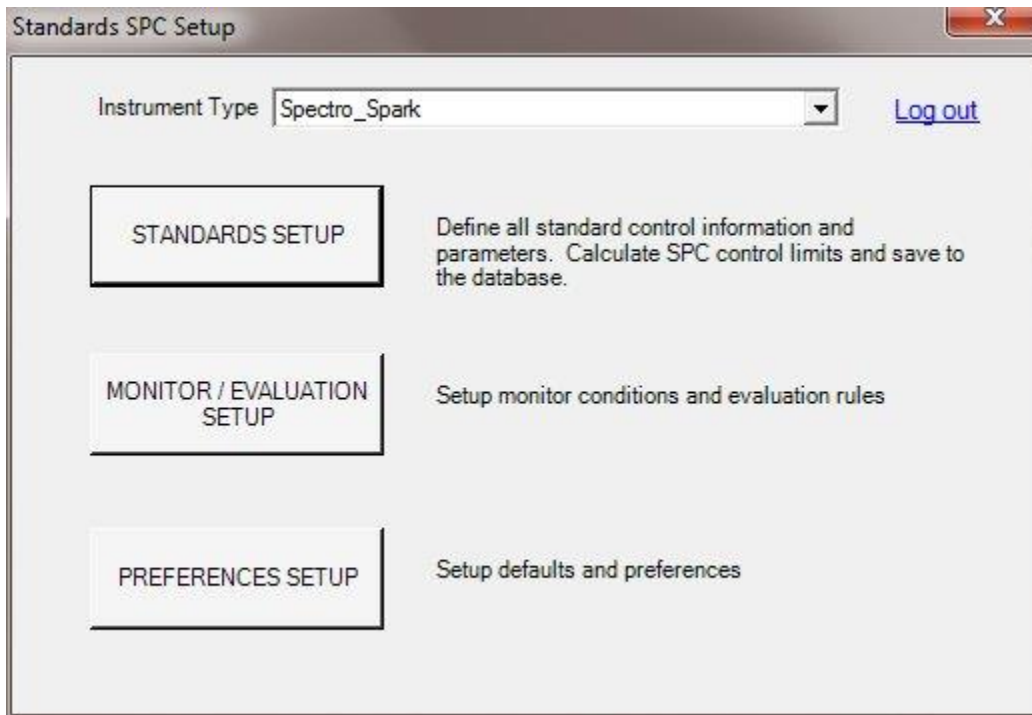 Standards SPC Setup
Instrument Type Spectro_Spark Log out
STANDARDS SETUP
Define all standard control information and
parameters. Calculate SPC control limits and save to
the database.
MONITOR / EVALUATION
SETUP
Setup monitor conditions and evaluation rules
PREFERENCES SETUP
Setup defaults and preferences